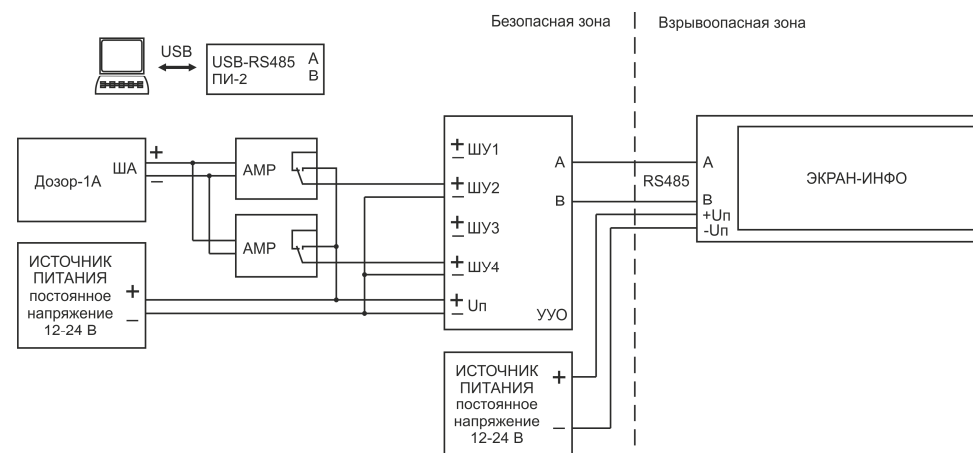 Безопасная зона
Взрывоопасная зона
USB
USB-RS485 A
ПИ-2 B
Дозор-1А
ША
+
–
АМР
АМР
ИСТОЧНИК
ПИТАНИЯ
постоянное
напряжение
12-24 В
+
–
+
– ШУ1
+
– ШУ2
+
– ШУ3
+
– ШУ4
+
– Uп
A
B
УУО
RS485
A
B
+Uп
-Uп
ЭКРАН-ИНФО
ИСТОЧНИК
ПИТАНИЯ
постоянное
напряжение
12-24 В
+
–